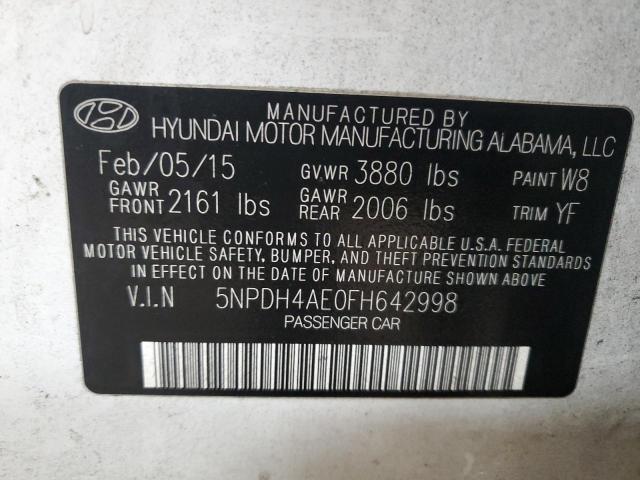 MANUFACTURED BY
HYUNDAI MOTOR MANUFACTURING ALABAMA, LLC
Feb/05/15 GVWR 3880 lbs PAINT W8
GAWR FRONT 2161 lbs GAWR REAR 2006 lbs TRIM YF
THIS VEHICLE CONFORMS TO ALL APPLICABLE U.S.A. FEDERAL
MOTOR VEHICLE SAFETY, BUMPER, AND THEFT PREVENTION STANDARDS
IN EFFECT ON THE DATE OF MANUFACTURE SHOWN ABOVE
V.I.N 5NPDH4AE0FH642998
PASSENGER CAR